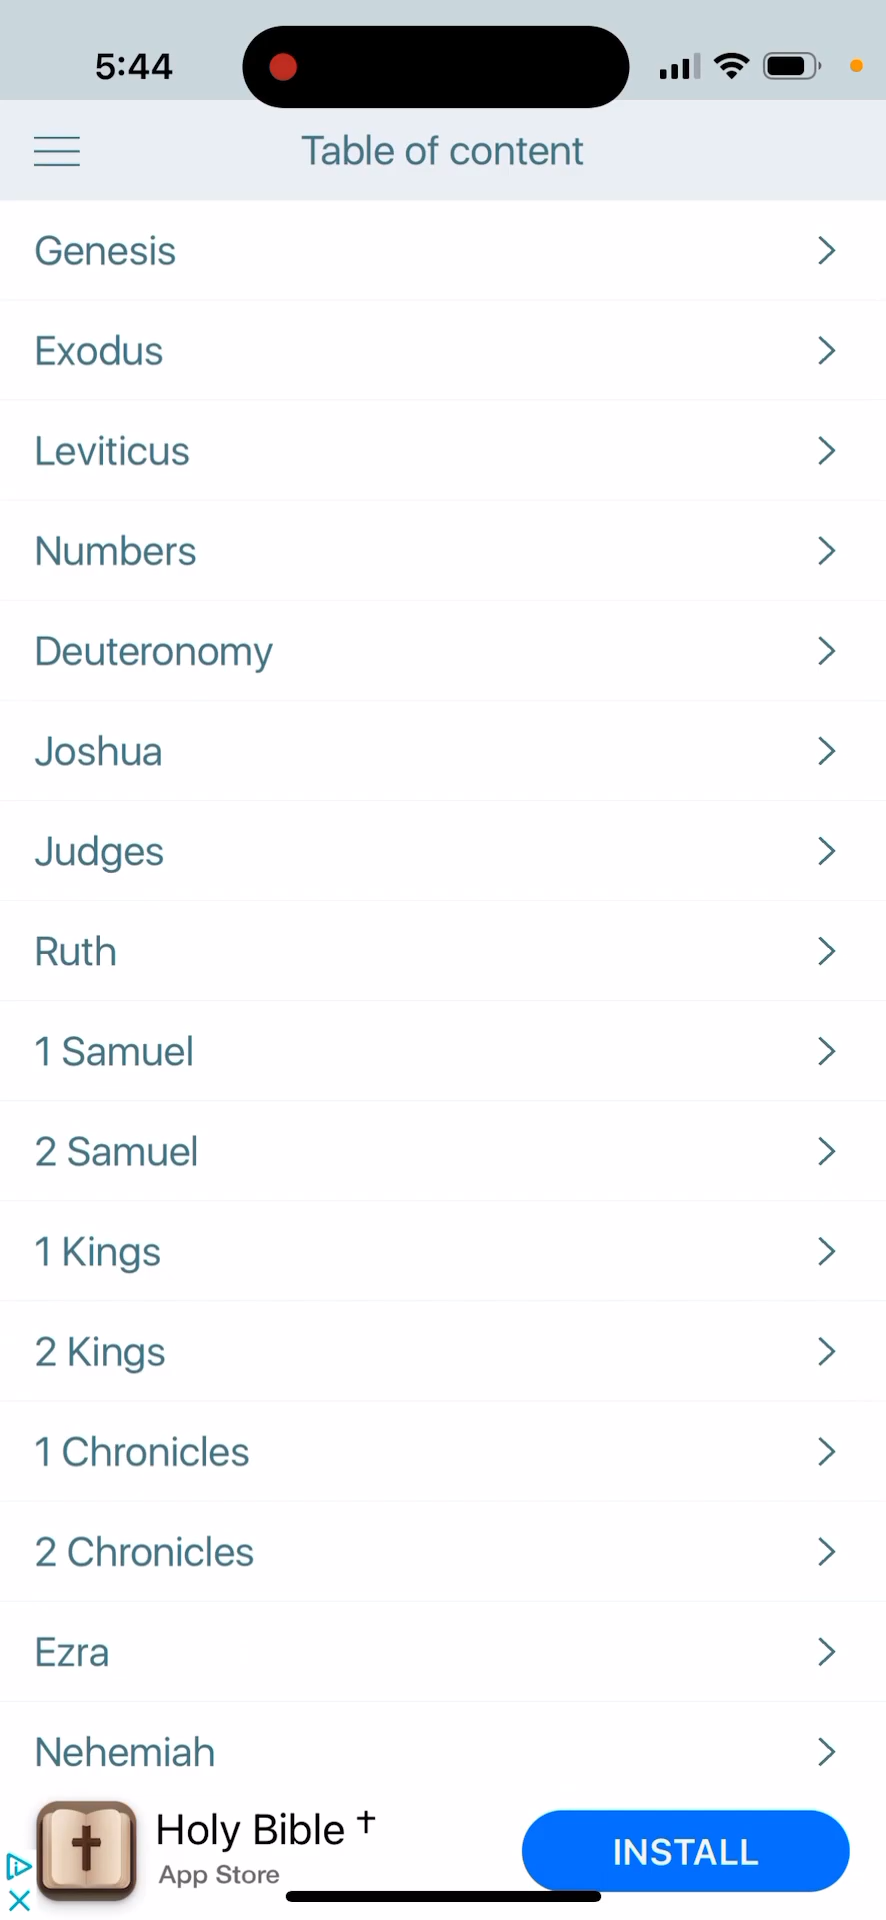 5:44
Table of content
Genesis
Exodus
Leviticus
Numbers
Deuteronomy
Joshua
Judges
Ruth
1 Samuel
2 Samuel
1 Kings
2 Kings
1 Chronicles
2 Chronicles
Ezra
Nehemiah
Holy Bible †
App Store
INSTALL